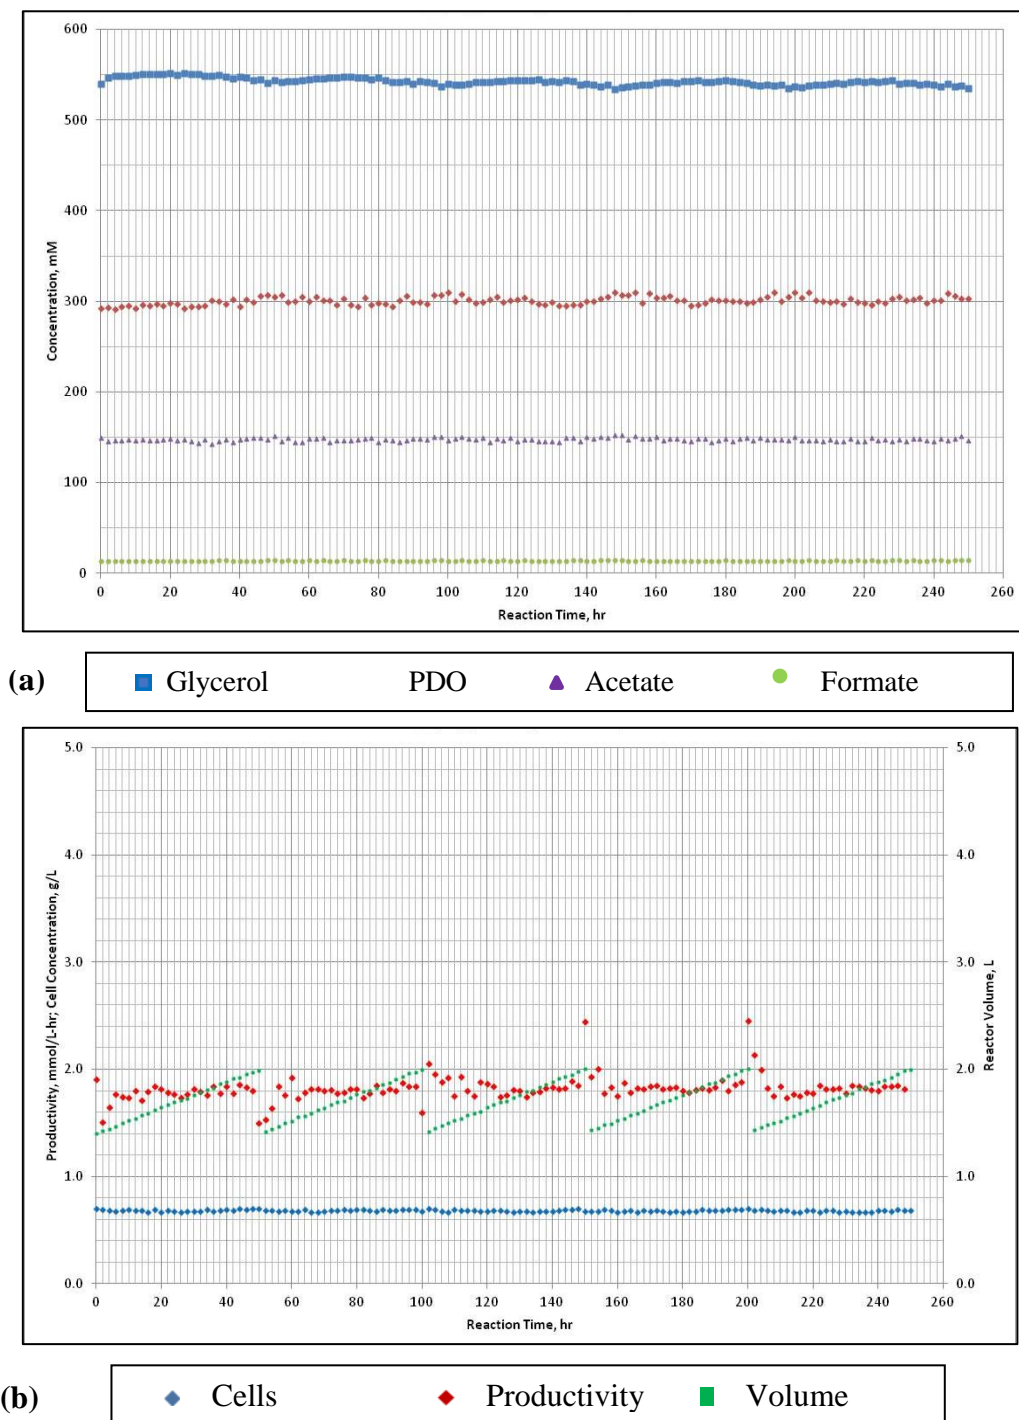 600
500
400
300
200
100
0
Concentration, mM
0 20 40 60 80 100 120 140 160 180 200 220 240 260
Reaction Time, hr
(a)
Glycerol PDO Acetate Formate
5.0
4.0
3.0
2.0
1.0
0.0
Productivity, mmol/L-hr; Cell Concentration, g/L
5.0
4.0
3.0
2.0
1.0
0.0
Reactor Volume, L
0 20 40 60 80 100 120 140 160 180 200 220 240 260
Reaction Time, hr
(b)
Cells Productivity Volume